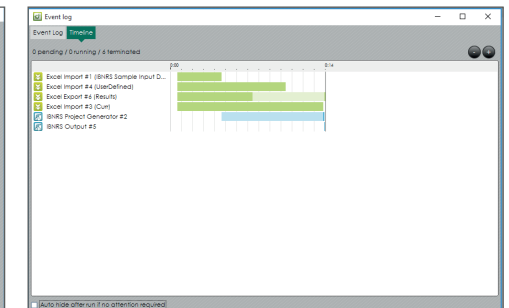 Event log
Event Log Timeline
0 pending / 0 running / 6 terminated
0:00 0:14
Excel Import #1 (IBNRS Sample Input D...
Excel Import #4 (UserDefined)
Excel Export #6 (Results)
Excel Import #3 (Curr)
IBNRS Project Generator #2
IBNRS Output #5
Auto hide after run if no attention required